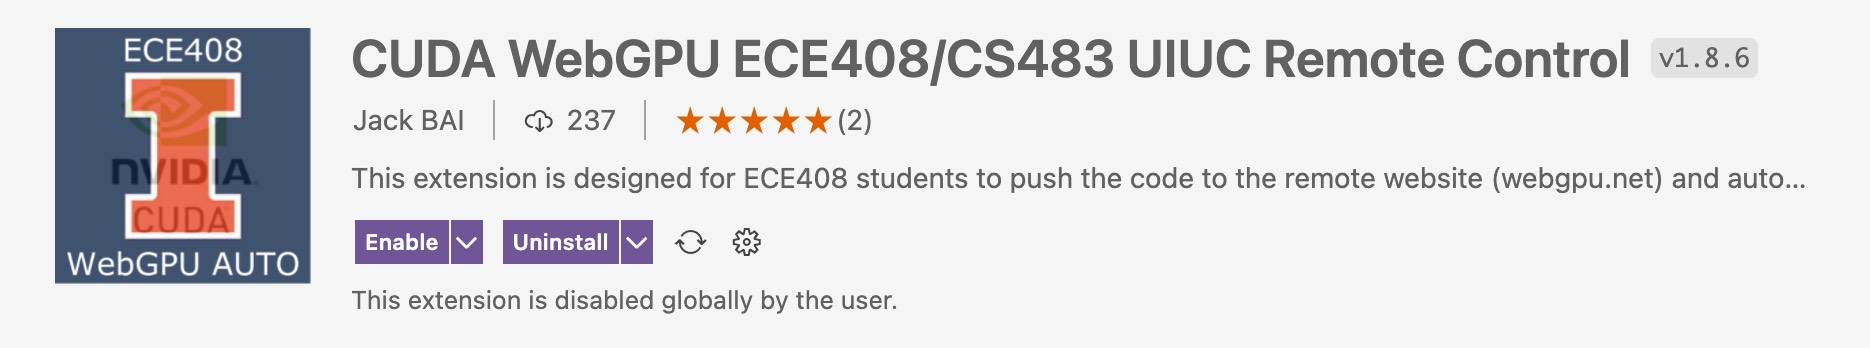 ECE408
NVIDIA.
CUDA
WebGPU AUTO
CUDA WebGPU ECE408/CS483 UIUC Remote Control v1.8.6
Jack BAI 237 ★★★★★(2)
This extension is designed for ECE408 students to push the code to the remote website (webgpu.net) and auto...
Enable Uninstall
This extension is disabled globally by the user.